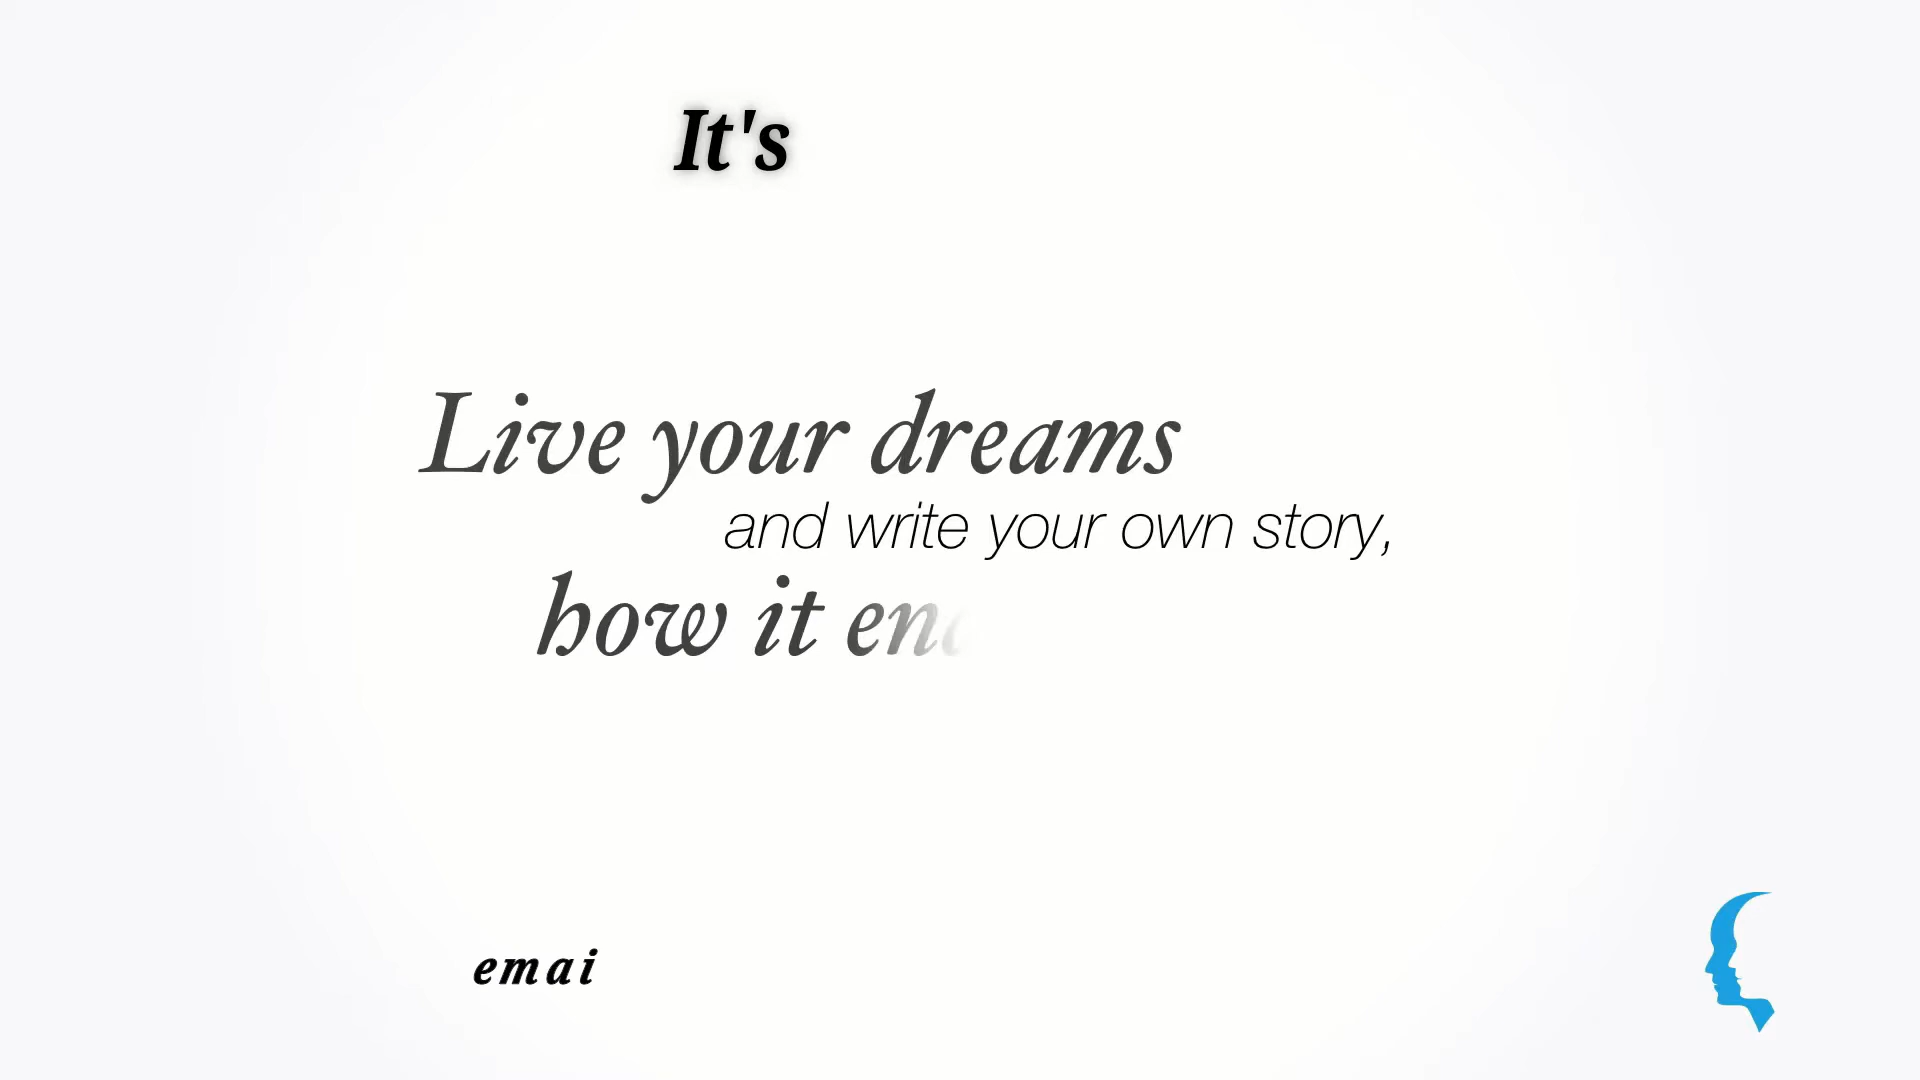 It's
Live your dreams
and write your own story,
how it en
emai